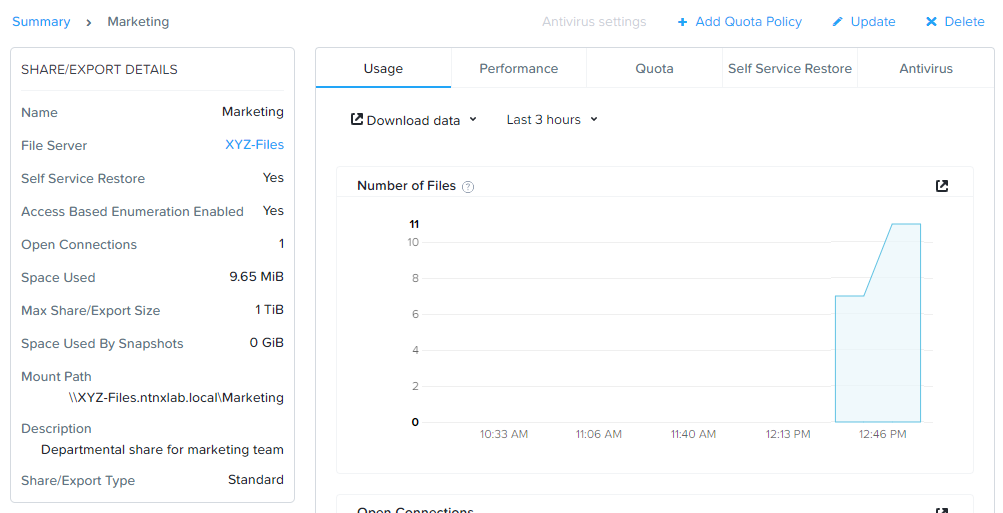 Summary > Marketing
Antivirus settings + Add Quota Policy Update × Delete
SHARE/EXPORT DETAILS
Name Marketing
File Server XYZ-Files
Self Service Restore Yes
Access Based Enumeration Enabled Yes
Open Connections 1
Space Used 9.65 MiB
Max Share/Export Size 1 TiB
Space Used By Snapshots 0 GiB
Mount Path
\\XYZ-Files.ntnxlab.local\Marketing
Description
Departmental share for marketing team
Share/Export Type Standard
Usage Performance Quota Self Service Restore Antivirus
Download data Last 3 hours
Number of Files ?
11
10
8
6
4
2
0
10:33 AM 11:06 AM 11:40 AM 12:13 PM 12:46 PM
Open Connections